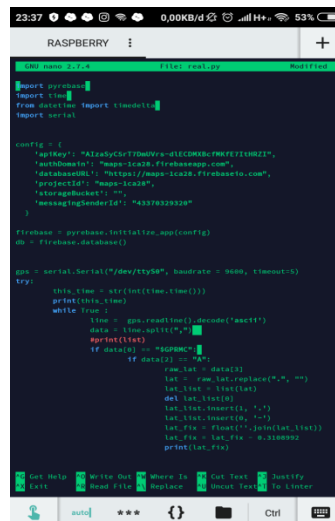 23:37 0,00KB/d H+ 53%
RASPBERRY +
GNU nano 2.7.4 File: real.py Modified
import pyrebase
import time
from datetime import timedelta
import serial
config = {
'apiKey': "AIzaSyCSrT7DmUVrs-dlECDMXBcfMKfE7ItHRZI",
'authDomain': "maps-1ca28.firebaseapp.com",
'databaseURL': "https://maps-1ca28.firebaseio.com",
'projectId': "maps-1ca28",
'storageBucket': "",
'messagingSenderId': "43370329320"
}
firebase = pyrebase.initialize_app(config)
db = firebase.database()
gps = serial.Serial("/dev/ttyS0", baudrate = 9600, timeout=5)
try:
this_time = str(int(time.time()))
print(this_time)
while True :
line = gps.readline().decode('ascii')
data = line.split(",")
#print(list)
if data[0] == "$GPRMC":
if data[2] == "A":
raw_lat = data[3]
lat = raw_lat.replace(".", "")
lat_list = list(lat)
del lat_list[0]
lat_list.insert(1, '.')
lat_list.insert(0, '-')
lat_fix = float(''.join(lat_list))
lat_fix = lat_fix - 0.3108992
print(lat_fix)
^G Get Help ^O Write Out ^W Where Is ^K Cut Text ^J Justify
^X Exit ^R Read File ^\ Replace ^U Uncut Text ^T To Linter
auto *** {} Ctrl